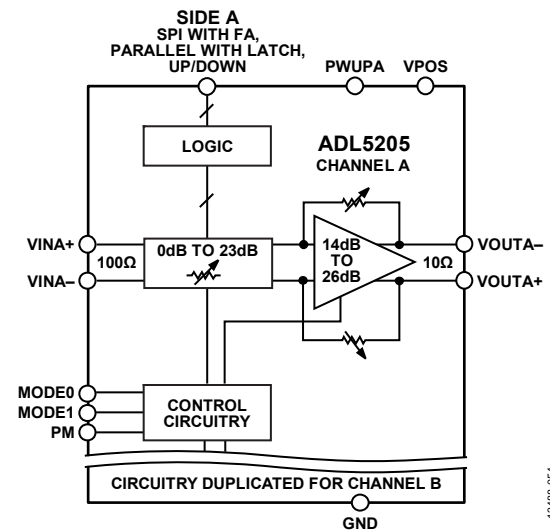 SIDE A
SPI WITH FA,
PARALLEL WITH LATCH,
UP/DOWN
PWUPA
VPOS
LOGIC
ADL5205
CHANNEL A
VINA+
VINA–
100Ω
0dB TO 23dB
14dB
TO
26dB
10Ω
VOUTA–
VOUTA+
MODE0
MODE1
PM
CONTROL
CIRCUITRY
CIRCUITRY DUPLICATED FOR CHANNEL B
GND